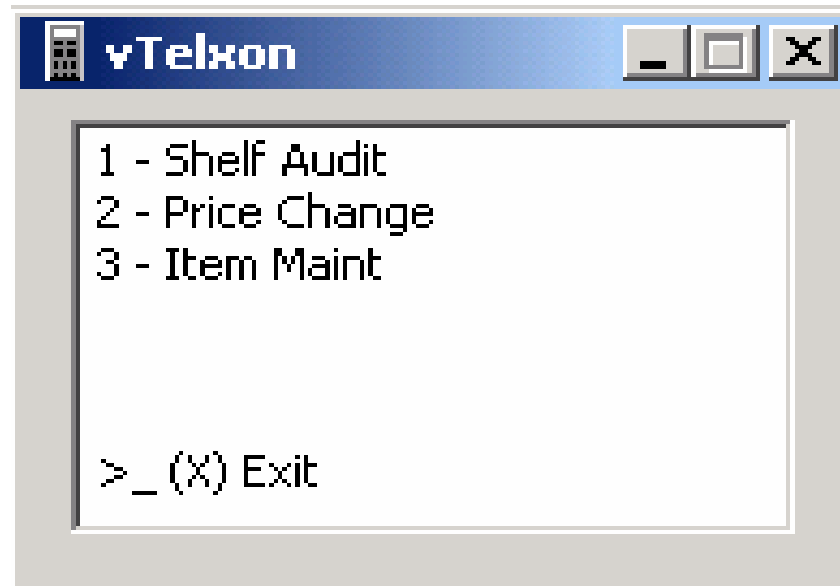 vTelxon
1 - Shelf Audit
2 - Price Change
3 - Item Maint
>_ (X) Exit